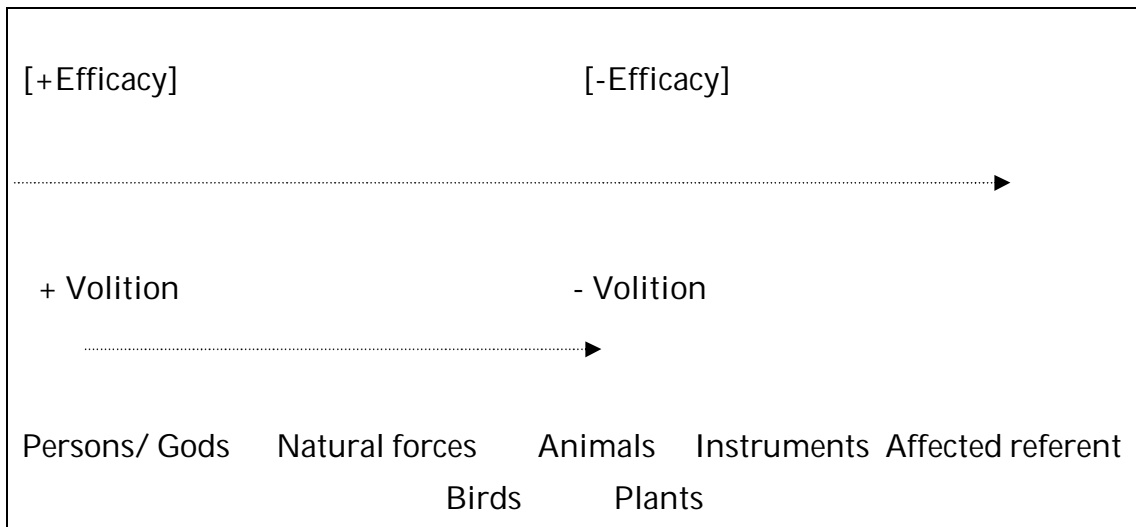 [+Efficacy] [-Efficacy]
+ Volition - Volition
Persons/ Gods Natural forces Animals Instruments Affected referent
Birds Plants